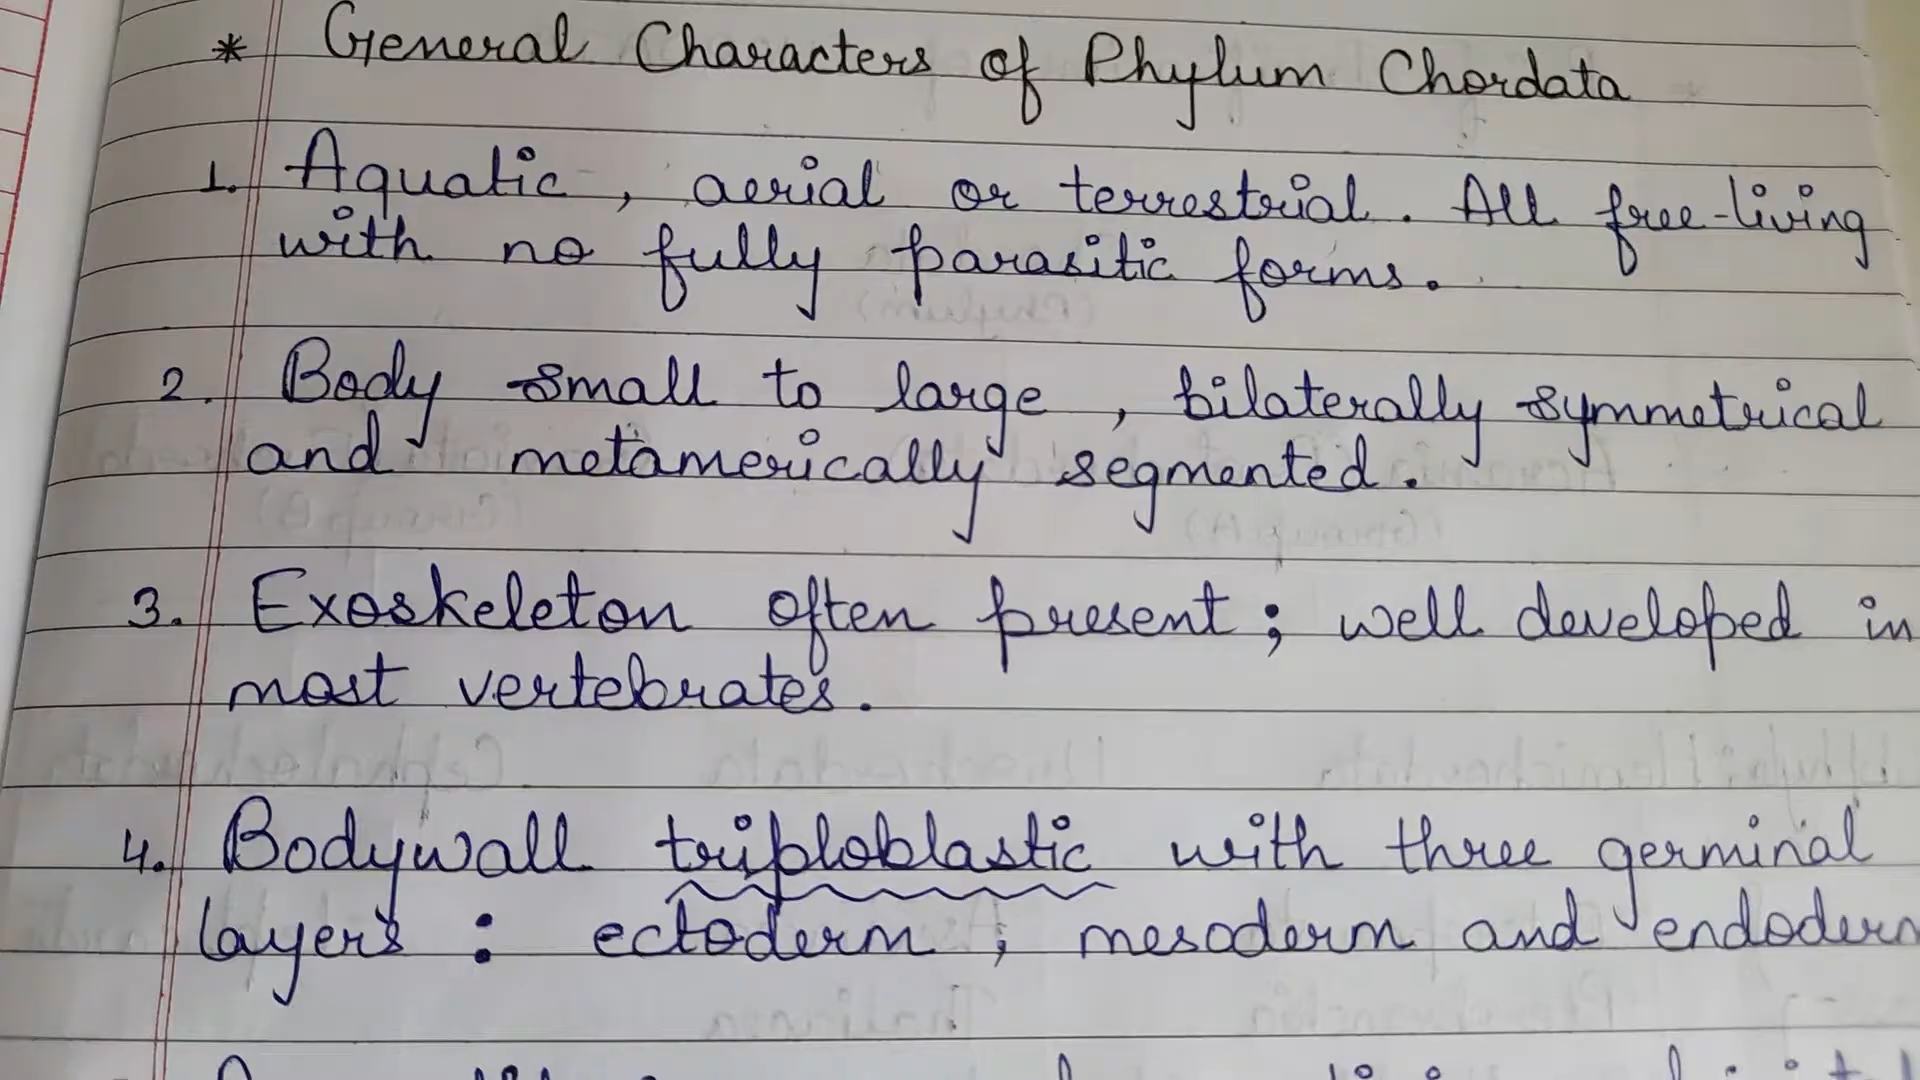 * General Characters of Phylum Chordata
1. Aquatic, aerial or terrestrial. All free-living
with no fully parasitic forms.
2. Body small to large, bilaterally symmetrical
and metamerically segmented.
3. Exoskeleton often present; well developed in
most vertebrates.
4. Bodywall triploblastic with three germinal
layers : ectoderm, mesoderm and endoderm